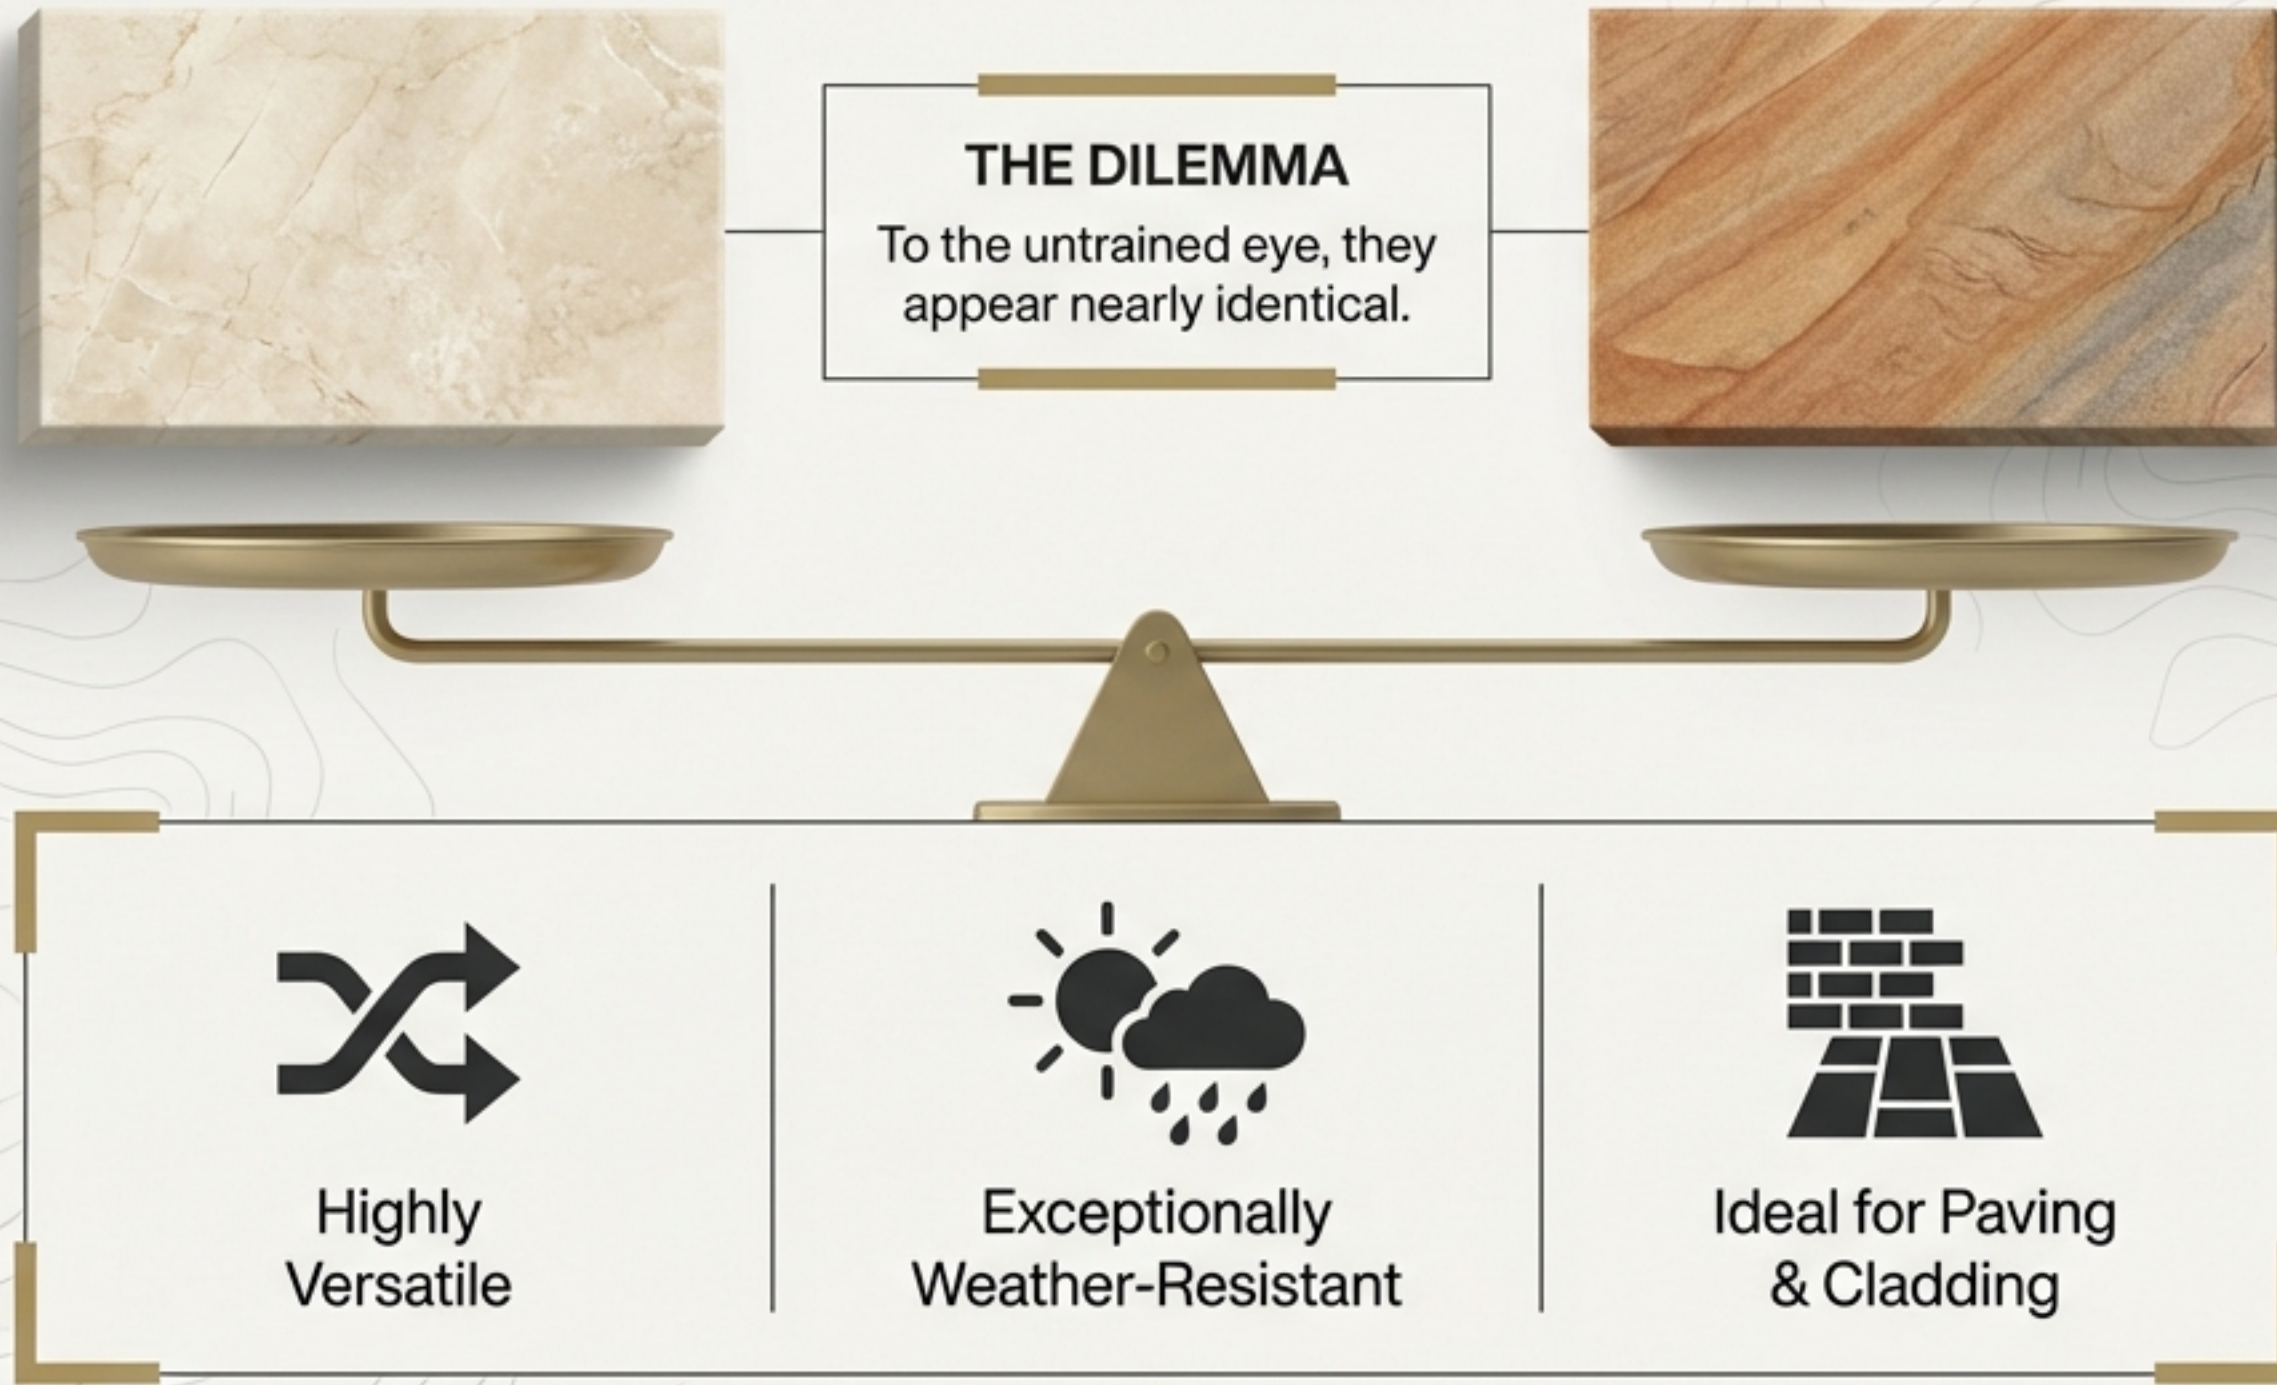 THE DILEMMA
To the untrained eye, they
appear nearly identical.
Highly
Versatile
Exceptionally
Weather-Resistant
Ideal for Paving
& Cladding